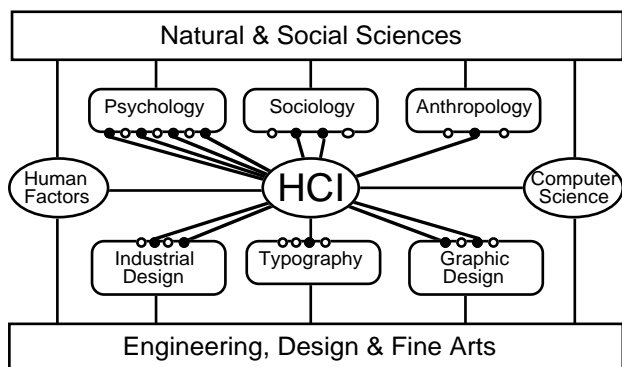 Natural & Social Sciences
Psychology
Sociology
Anthropology
Human
Factors
HCI
Computer
Science
Industrial
Design
Typography
Graphic
Design
Engineering, Design & Fine Arts